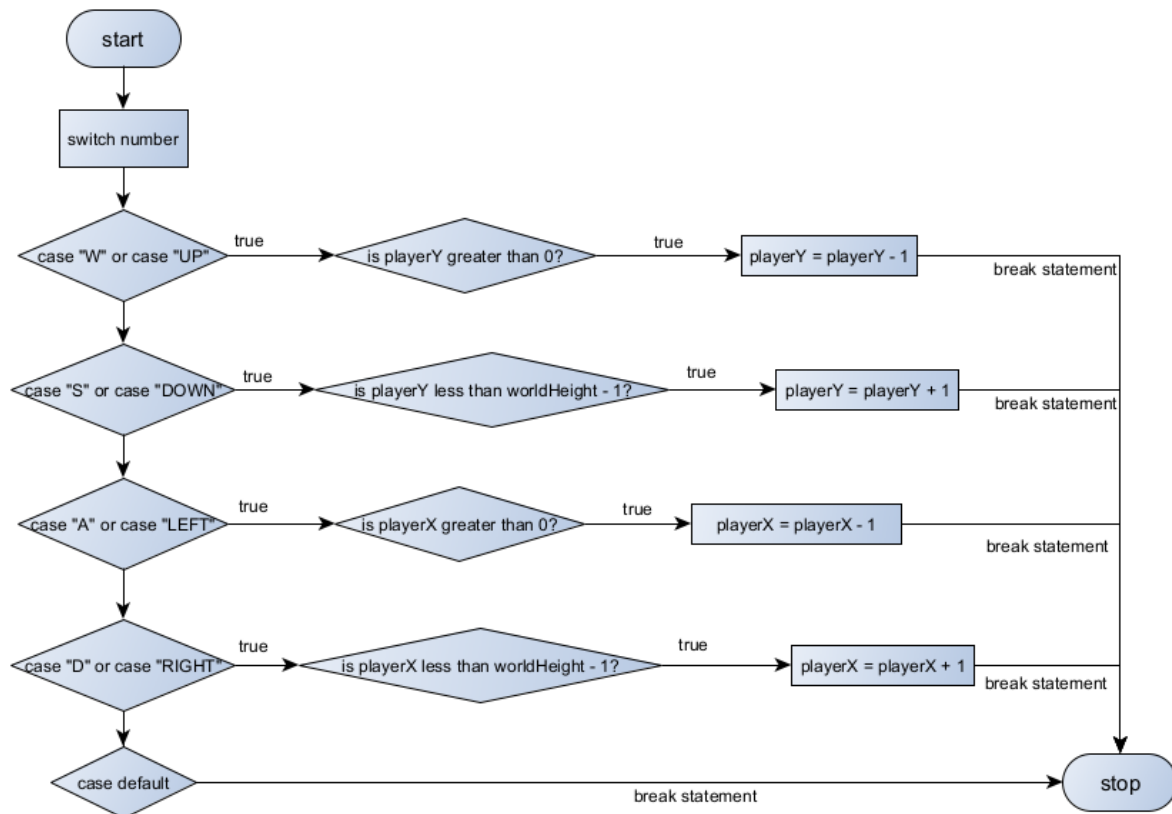 start
switch number
case "W" or case "UP"
true
is playerY greater than 0?
true
playerY = playerY - 1
break statement
case "S" or case "DOWN"
true
is playerY less than worldHeight - 1?
true
playerY = playerY + 1
break statement
case "A" or case "LEFT"
true
is playerX greater than 0?
true
playerX = playerX - 1
break statement
case "D" or case "RIGHT"
true
is playerX less than worldHeight - 1?
true
playerX = playerX + 1
break statement
case default
break statement
stop